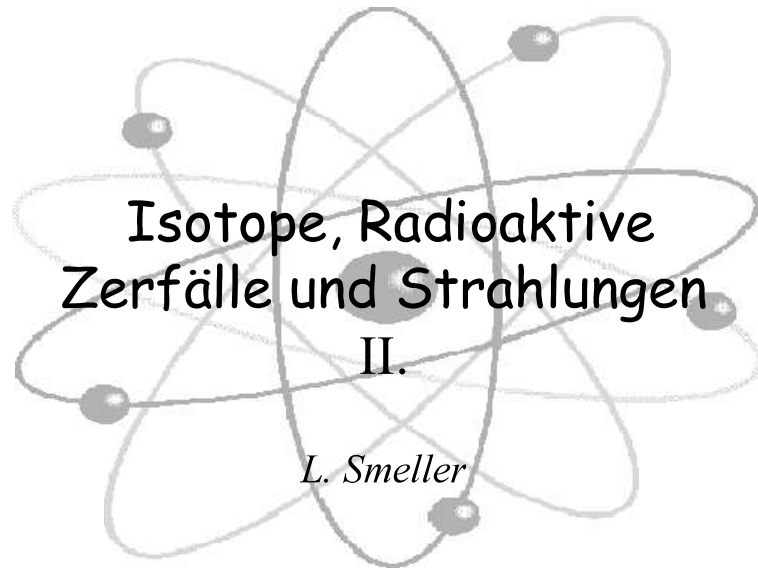 Isotope, Radioaktive
Zerfälle und Strahlungen
II.
L. Smeller